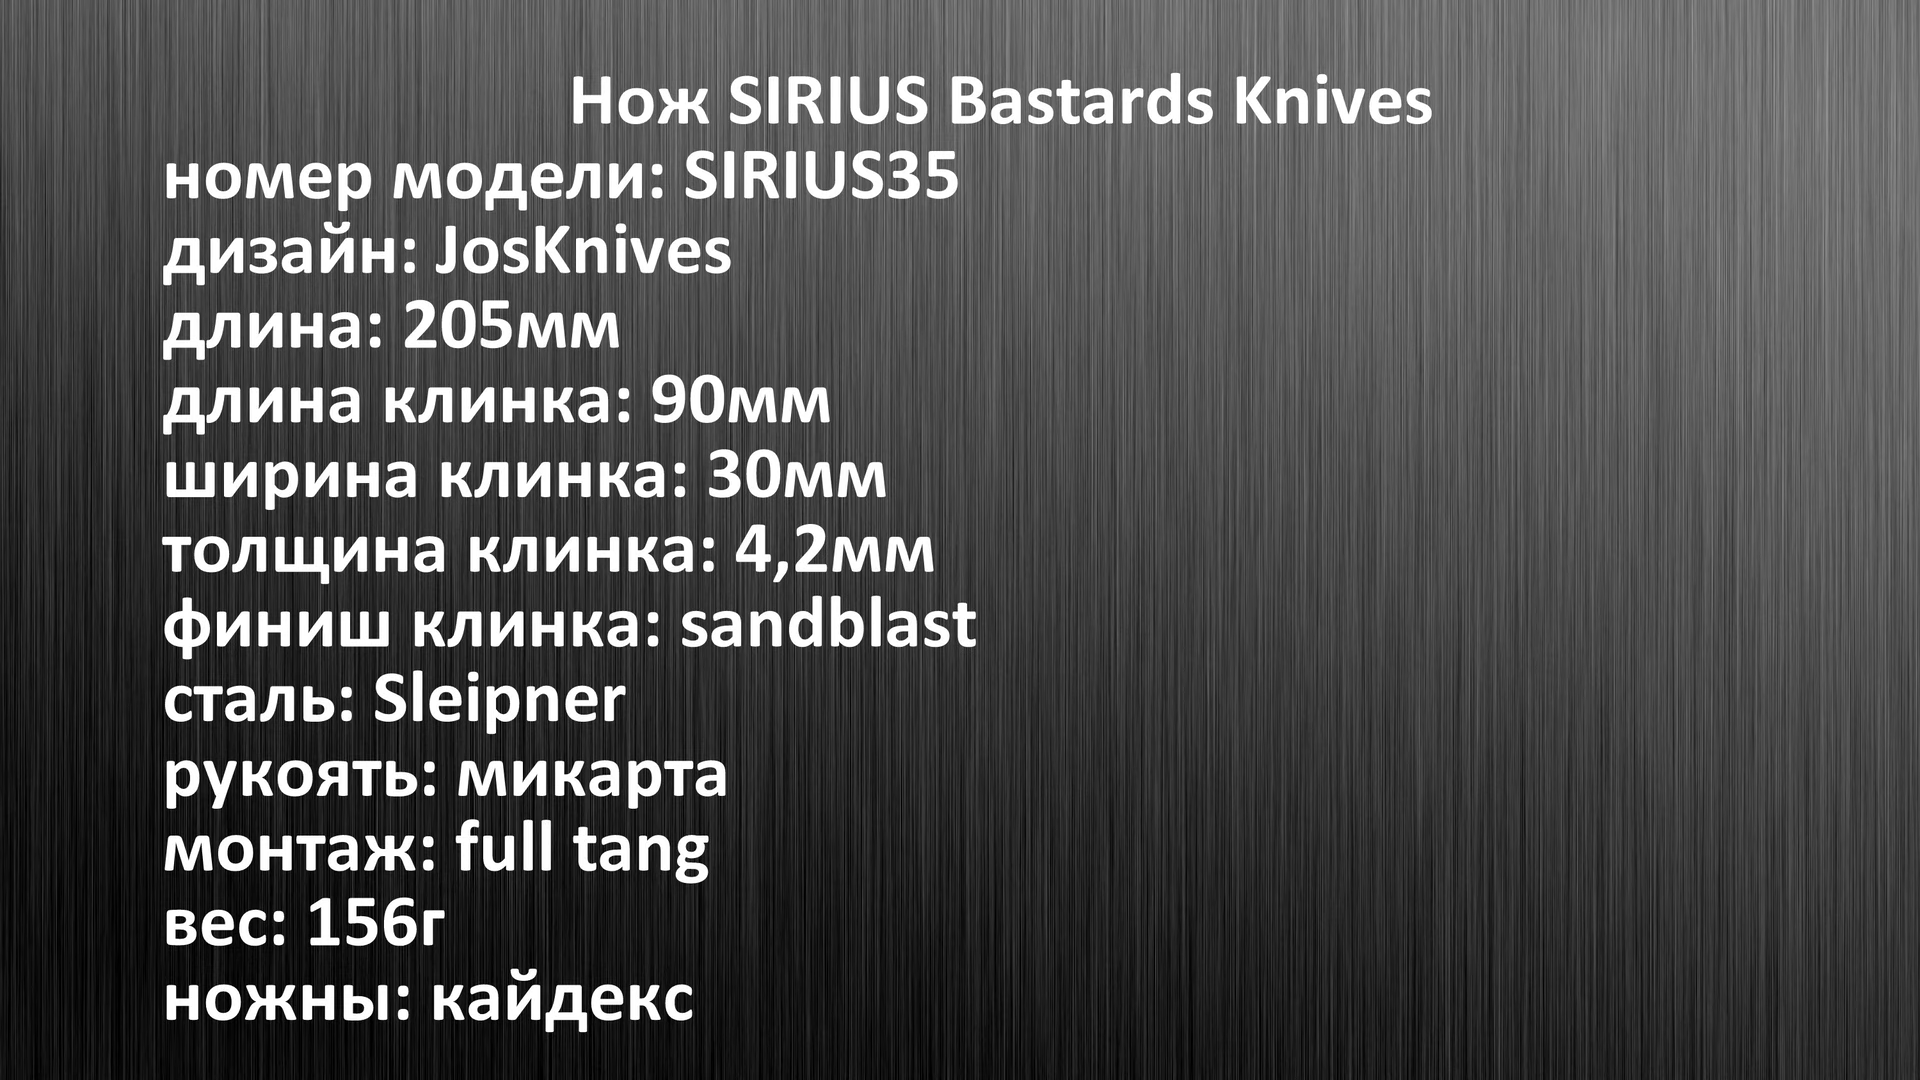 Нож SIRIUS Bastards Knives
номер модели: SIRIUS35
дизайн: JosKnives
длина: 205мм
длина клинка: 90мм
ширина клинка: 30мм
толщина клинка: 4,2мм
финиш клинка: sandblast
сталь: Sleipner
рукоять: микарта
монтаж: full tang
вес: 156г
ножны: кайдекс